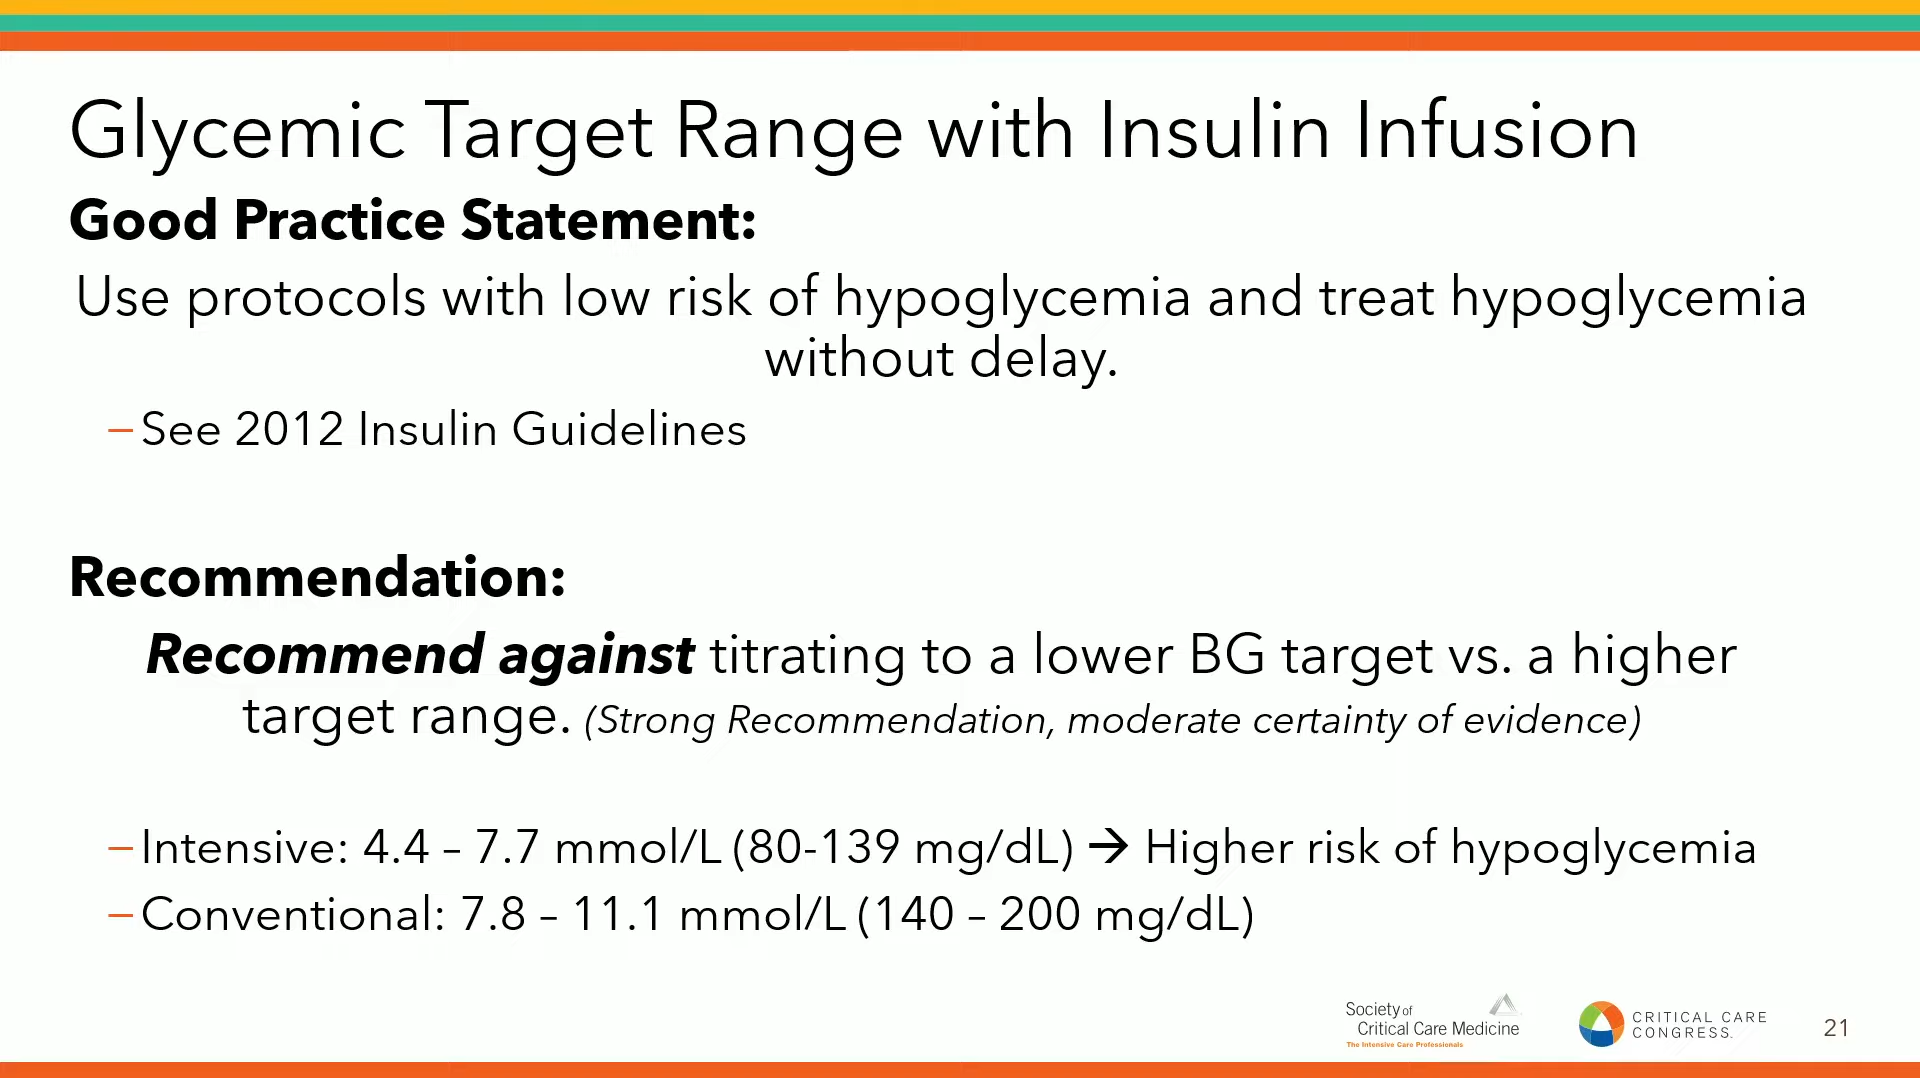 Glycemic Target Range with Insulin Infusion
Good Practice Statement:
Use protocols with low risk of hypoglycemia and treat hypoglycemia
without delay.
– See 2012 Insulin Guidelines
Recommendation:
Recommend against titrating to a lower BG target vs. a higher
target range. (Strong Recommendation, moderate certainty of evidence)
– Intensive: 4.4 – 7.7 mmol/L (80-139 mg/dL) → Higher risk of hypoglycemia
– Conventional: 7.8 – 11.1 mmol/L (140 – 200 mg/dL)
Society of
Critical Care Medicine
The Intensive Care Professionals
CRITICAL CARE
CONGRESS.
21